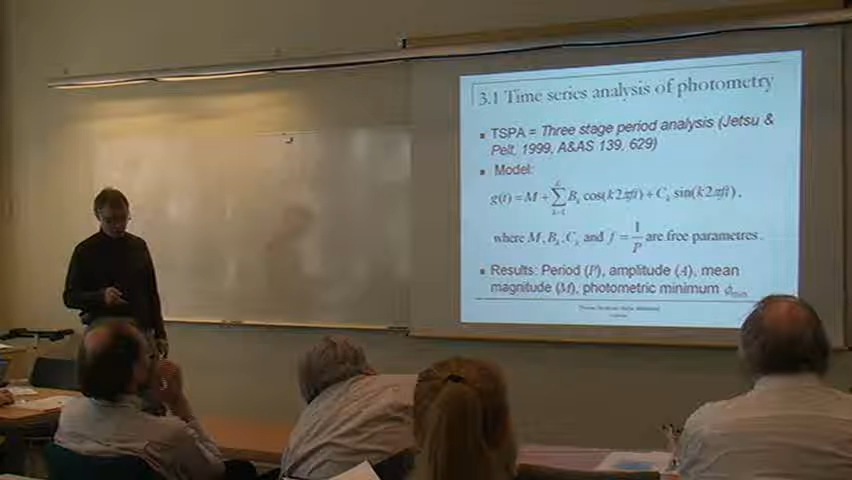 3.1 Time series analysis of photometry
▪ TSPA = Three stage period analysis (Jetsu &
Pelt, 1999, A&AS 139, 629)
▪ Model:
g(t) = M + ∑ B_k cos(k2πft) + C_k sin(k2πft),
where M, B_k, C_k and f = 1/P are free parametres.
▪ Results: Period (P), amplitude (A), mean
magnitude (M), photometric minimum ϕ_min